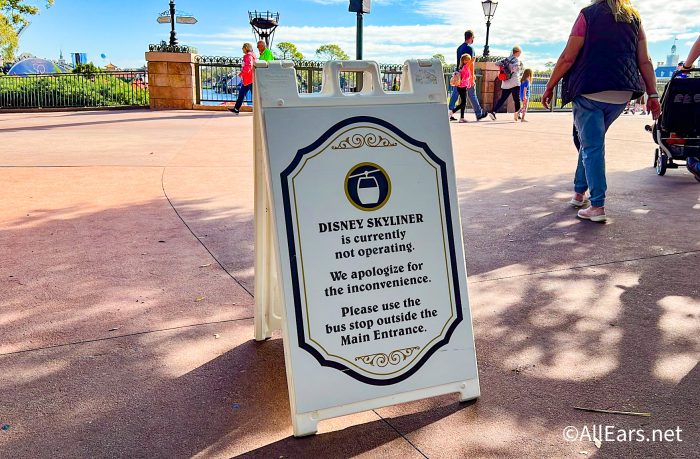 DISNEY SKYLINER
is currently
not operating.
We apologize for
the inconvenience.
Please use the
bus stop outside the
Main Entrance.
©AllEars.net